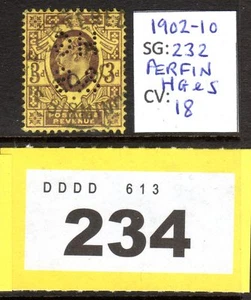 3D
3D
POSTAGE &
REVENUE
1902-10
SG: 232
PERFIN
HG&S
CV:
18
DDDD 613
234